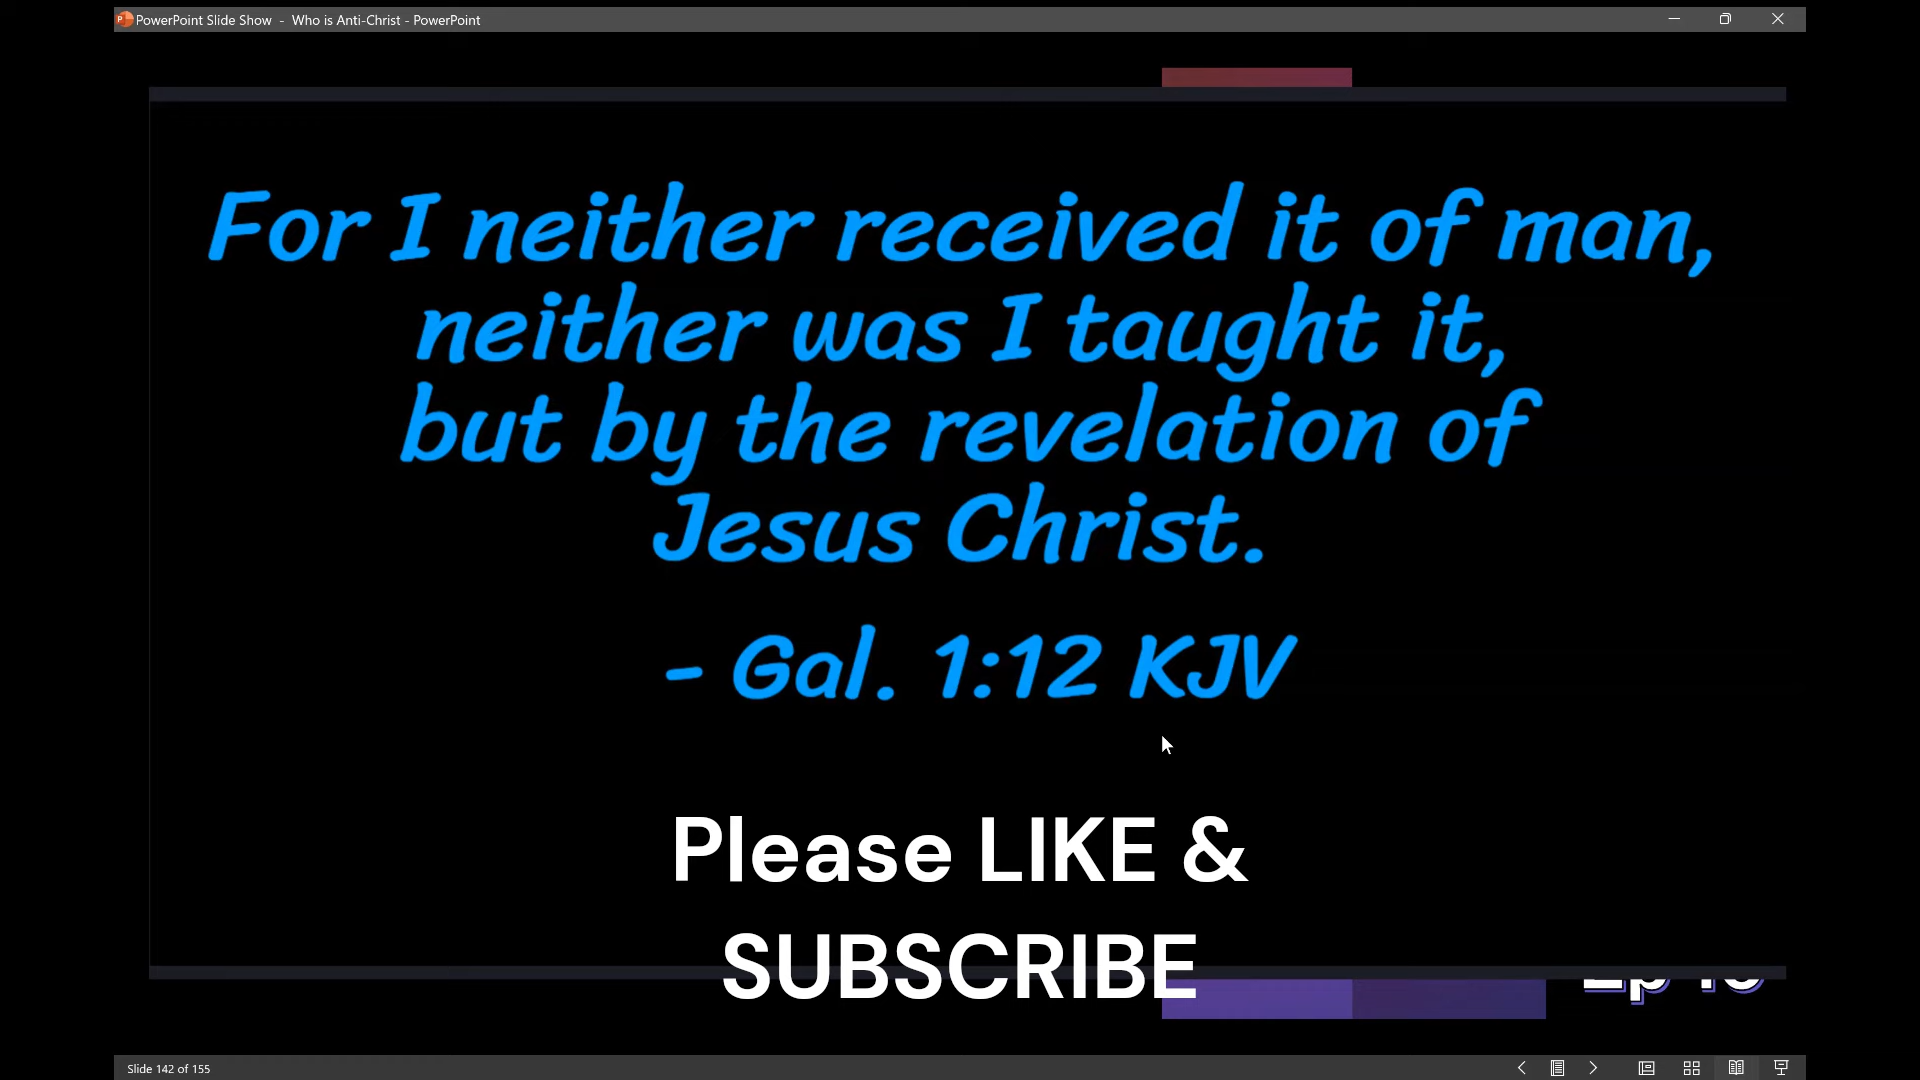 PowerPoint Slide Show - Who is Anti-Christ - PowerPoint
For I neither received it of man,
neither was I taught it,
but by the revelation of
Jesus Christ.
- Gal. 1:12 KJV
Please LIKE &
SUBSCRIBE
Slide 142 of 155